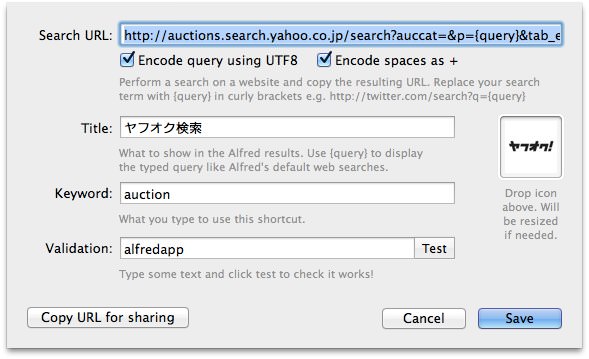 Search URL: http://auctions.search.yahoo.co.jp/search?auccat=&p={query}&tab_e
Encode query using UTF8 Encode spaces as +
Perform a search on a website and copy the resulting URL. Replace your search
term with {query} in curly brackets e.g. http://twitter.com/search?q={query}
Title: ヤフオク検索
What to show in the Alfred results. Use {query} to display
the typed query like Alfred's default web searches.
ヤフオク!
Drop icon
above. Will
be resized
if needed.
Keyword: auction
What you type to use this shortcut.
Validation: alfredapp Test
Type some text and click test to check it works!
Copy URL for sharing Cancel Save